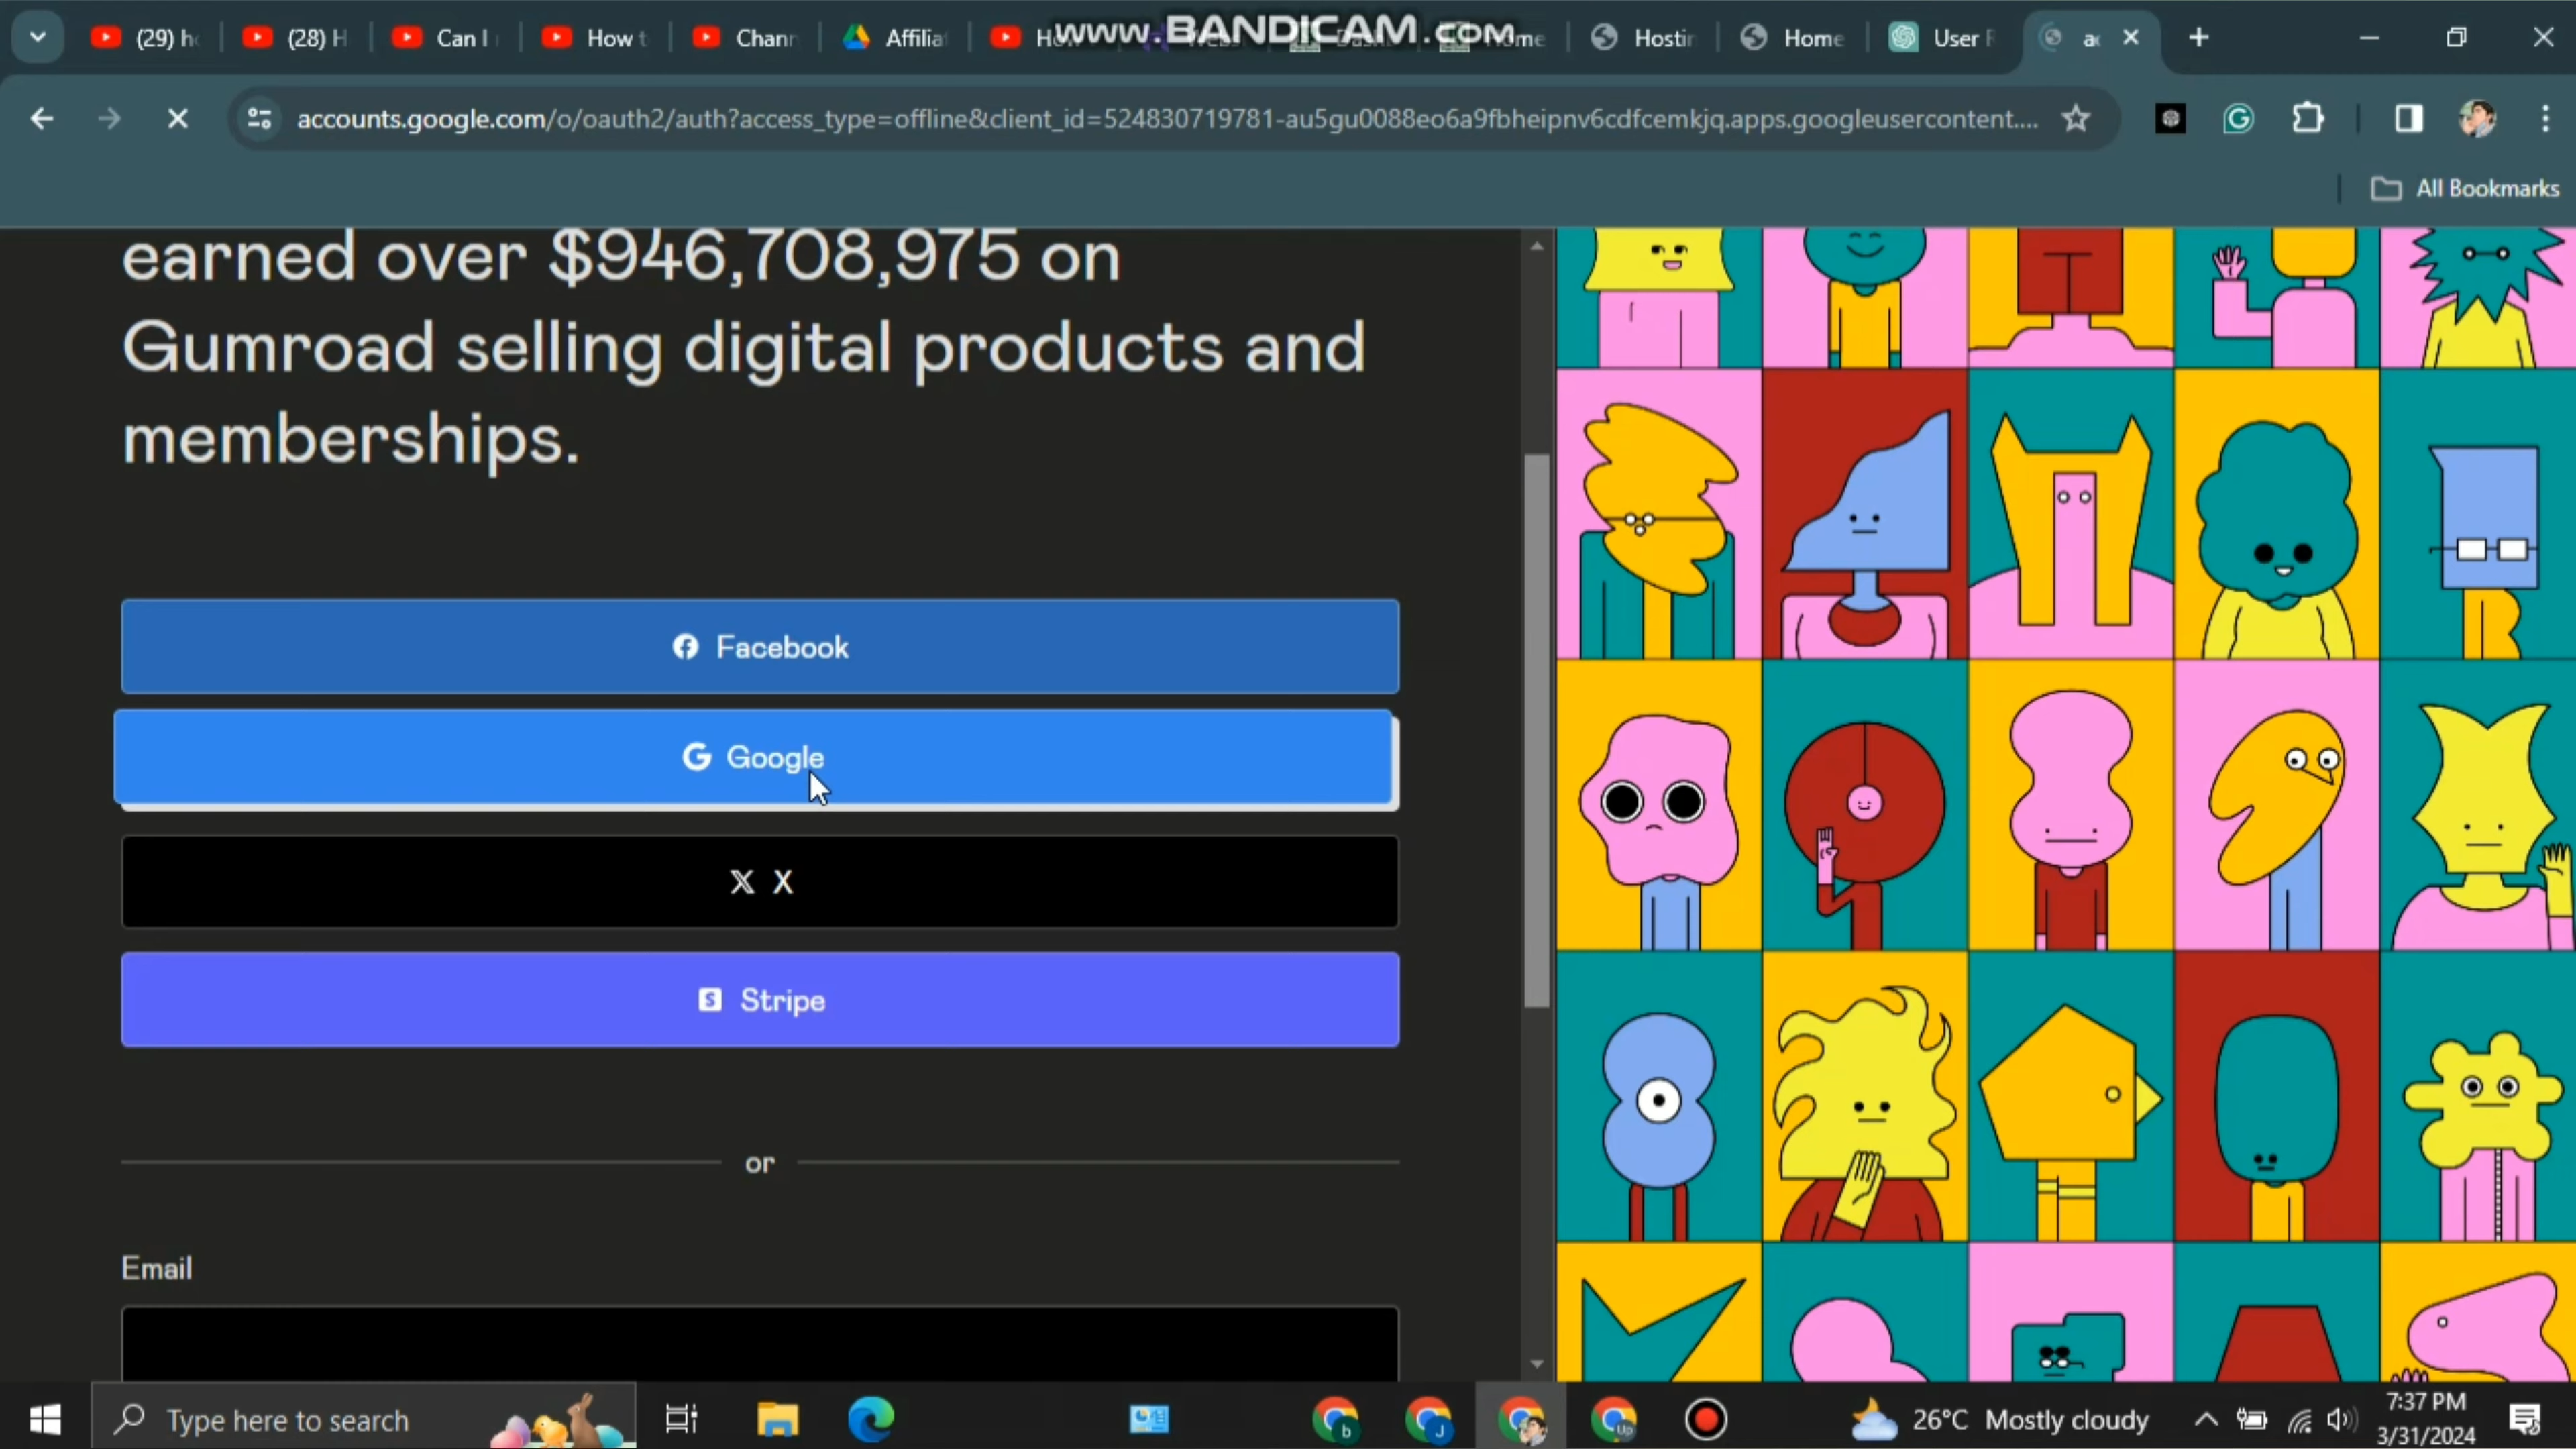 (29) h
(28) H
Can I
How t
Chann
Affilia
www.BANDICAM.com
Hostin
Home
User F
accounts.google.com/o/oauth2/auth?access_type=offline&client_id=524830719781-au5gu0088eo6a9fbheipnv6cdfcemkjq.apps.googleusercontent....
All Bookmarks
earned over $946,708,975 on
Gumroad selling digital products and
memberships.
Facebook
Google
X
Stripe
or
Email
Type here to search
26°C Mostly cloudy
7:37 PM
3/31/2024